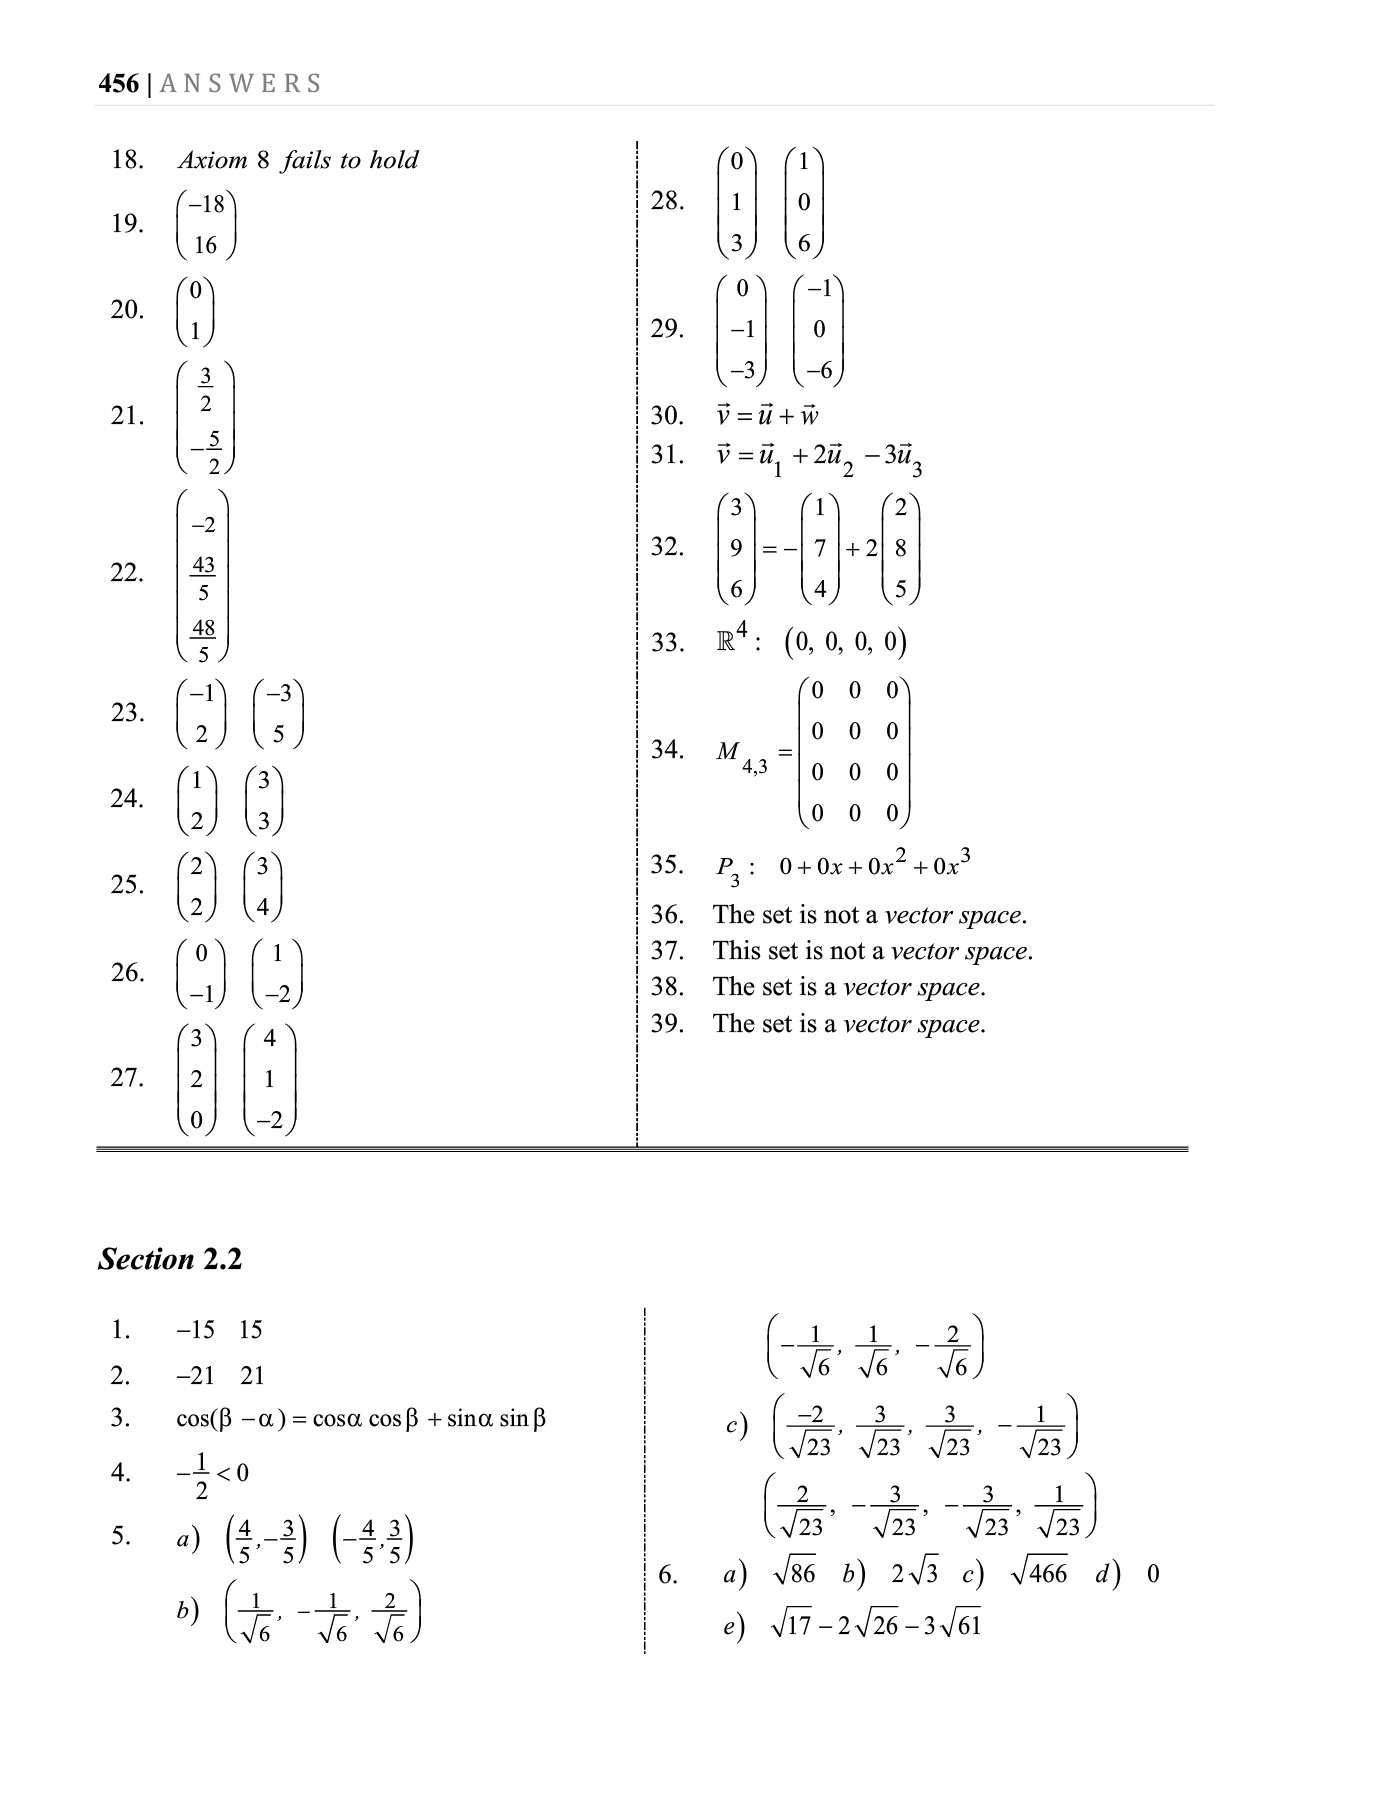 456 | ANSWERS
18. Axiom 8 fails to hold
19. \begin{pmatrix} -18 \\ 16 \end{pmatrix}
20. \begin{pmatrix} 0 \\ 1 \end{pmatrix}
21. \begin{pmatrix} \frac{3}{2} \\ -\frac{5}{2} \end{pmatrix}
22. \begin{pmatrix} -2 \\ \frac{43}{5} \\ \frac{48}{5} \end{pmatrix}
23. \begin{pmatrix} -1 \\ 2 \end{pmatrix} \begin{pmatrix} -3 \\ 5 \end{pmatrix}
24. \begin{pmatrix} 1 \\ 2 \end{pmatrix} \begin{pmatrix} 3 \\ 3 \end{pmatrix}
25. \begin{pmatrix} 2 \\ 2 \end{pmatrix} \begin{pmatrix} 3 \\ 4 \end{pmatrix}
26. \begin{pmatrix} 0 \\ -1 \end{pmatrix} \begin{pmatrix} 1 \\ -2 \end{pmatrix}
27. \begin{pmatrix} 3 \\ 2 \\ 0 \end{pmatrix} \begin{pmatrix} 4 \\ 1 \\ -2 \end{pmatrix}
28. \begin{pmatrix} 0 \\ 1 \\ 3 \end{pmatrix} \begin{pmatrix} 1 \\ 0 \\ 6 \end{pmatrix}
29. \begin{pmatrix} 0 \\ -1 \\ -3 \end{pmatrix} \begin{pmatrix} -1 \\ 0 \\ -6 \end{pmatrix}
30. \vec{v} = \vec{u} + \vec{w}
31. \vec{v} = \vec{u}_1 + 2\vec{u}_2 - 3\vec{u}_3
32. \begin{pmatrix} 3 \\ 9 \\ 6 \end{pmatrix} = -\begin{pmatrix} 1 \\ 7 \\ 4 \end{pmatrix} + 2\begin{pmatrix} 2 \\ 8 \\ 5 \end{pmatrix}
33. ℝ^4 : (0, 0, 0, 0)
34. M_{4,3} = \begin{pmatrix} 0 & 0 & 0 \\ 0 & 0 & 0 \\ 0 & 0 & 0 \\ 0 & 0 & 0 \end{pmatrix}
35. P_3 : 0 + 0x + 0x^2 + 0x^3
36. The set is not a vector space.
37. This set is not a vector space.
38. The set is a vector space.
39. The set is a vector space.
Section 2.2
1. –15 15
2. –21 21
3. cos(β – α) = cosα cosβ + sinα sinβ
4. -\frac{1}{2} < 0
5. a) \left(\frac{4}{5}, -\frac{3}{5}\right) \left(-\frac{4}{5}, \frac{3}{5}\right)
b) \left(\frac{1}{\sqrt{6}}, -\frac{1}{\sqrt{6}}, \frac{2}{\sqrt{6}}\right)
\left(-\frac{1}{\sqrt{6}}, \frac{1}{\sqrt{6}}, -\frac{2}{\sqrt{6}}\right)
c) \left(\frac{-2}{\sqrt{23}}, \frac{3}{\sqrt{23}}, \frac{3}{\sqrt{23}}, -\frac{1}{\sqrt{23}}\right)
\left(\frac{2}{\sqrt{23}}, -\frac{3}{\sqrt{23}}, -\frac{3}{\sqrt{23}}, \frac{1}{\sqrt{23}}\right)
6. a) \sqrt{86} b) 2\sqrt{3} c) \sqrt{466} d) 0
e) \sqrt{17} - 2\sqrt{26} - 3\sqrt{61}